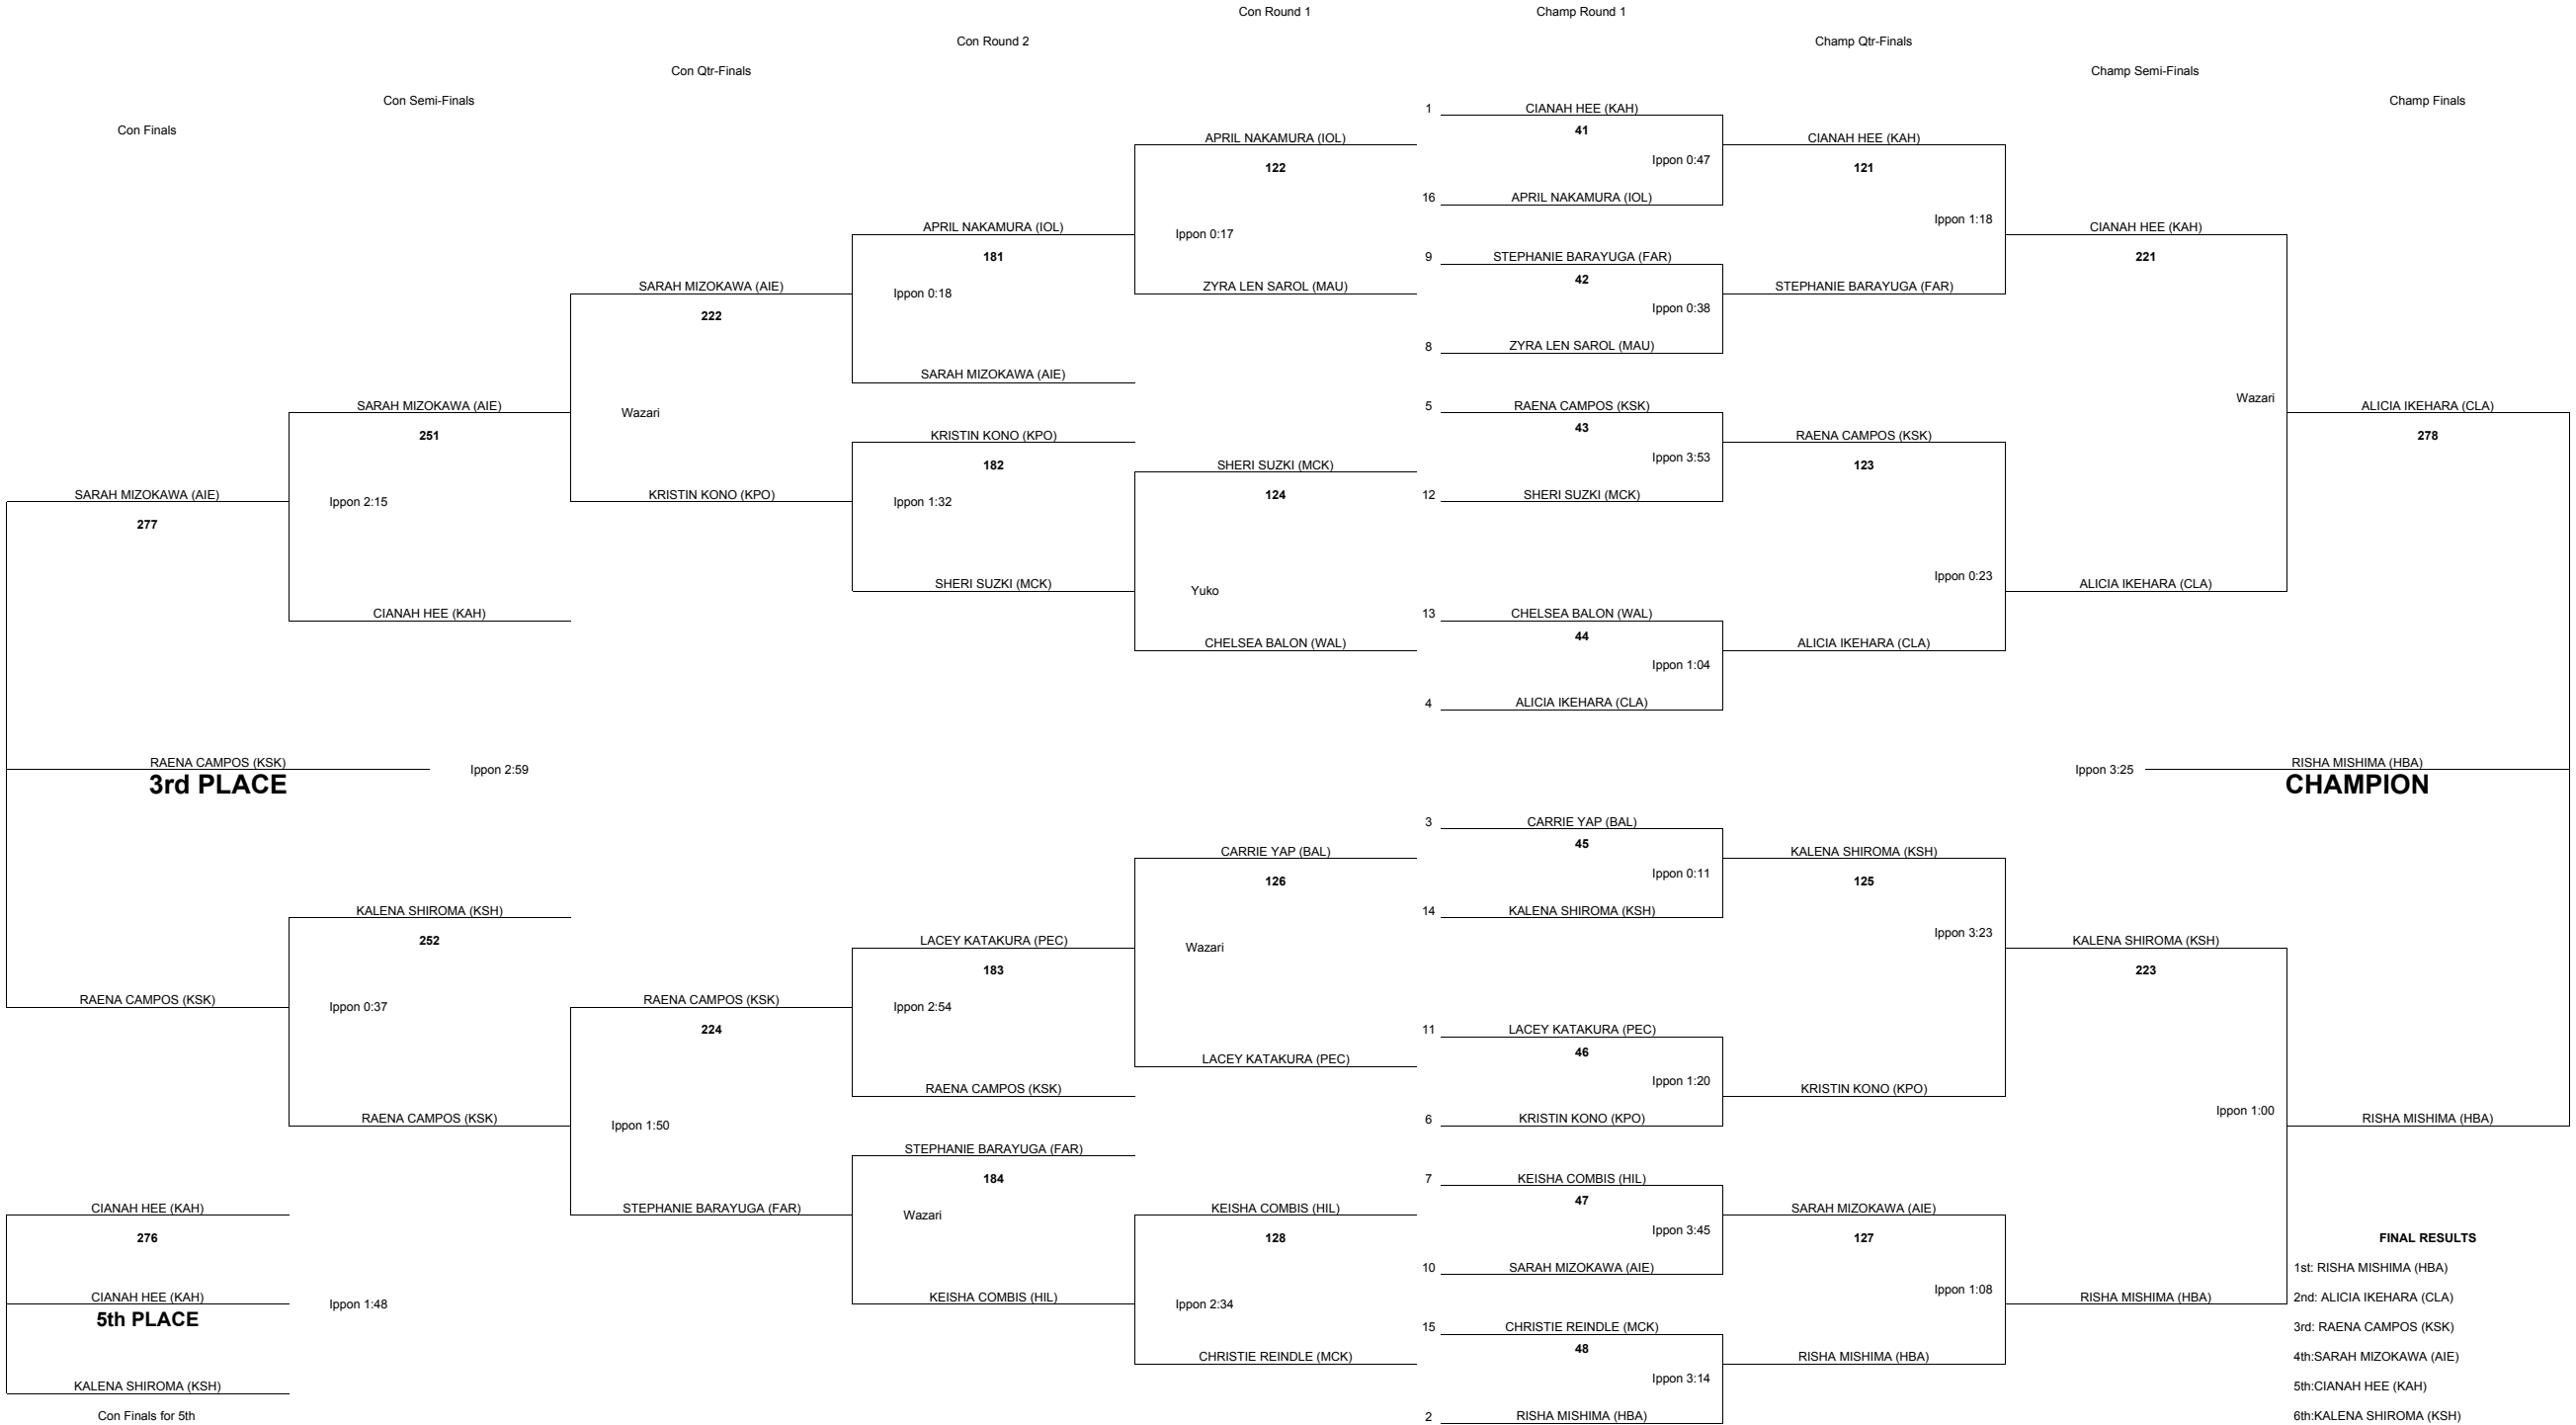 Con Round 1
Champ Round 1
Con Round 2
Champ Qtr-Finals
Con Qtr-Finals
Champ Semi-Finals
Con Semi-Finals
Champ Finals
Con Finals
1 CIANAH HEE (KAH)
41
Ippon 0:47
16 APRIL NAKAMURA (IOL)
9 STEPHANIE BARAYUGA (FAR)
42
Ippon 0:38
8 ZYRA LEN SAROL (MAU)
5 RAENA CAMPOS (KSK)
43
Ippon 3:53
12 SHERI SUZKI (MCK)
13 CHELSEA BALON (WAL)
44
Ippon 1:04
4 ALICIA IKEHARA (CLA)
3 CARRIE YAP (BAL)
45
Ippon 0:11
14 KALENA SHIROMA (KSH)
11 LACEY KATAKURA (PEC)
46
Ippon 1:20
6 KRISTIN KONO (KPO)
7 KEISHA COMBIS (HIL)
47
Ippon 3:45
10 SARAH MIZOKAWA (AIE)
15 CHRISTIE REINDLE (MCK)
48
Ippon 3:14
2 RISHA MISHIMA (HBA)
CIANAH HEE (KAH)
121
Ippon 1:18
STEPHANIE BARAYUGA (FAR)
RAENA CAMPOS (KSK)
123
Ippon 0:23
ALICIA IKEHARA (CLA)
KALENA SHIROMA (KSH)
125
Ippon 3:23
KRISTIN KONO (KPO)
SARAH MIZOKAWA (AIE)
127
Ippon 1:08
RISHA MISHIMA (HBA)
CIANAH HEE (KAH)
221
Wazari
ALICIA IKEHARA (CLA)
KALENA SHIROMA (KSH)
223
Ippon 1:00
RISHA MISHIMA (HBA)
ALICIA IKEHARA (CLA)
278
Ippon 3:25
RISHA MISHIMA (HBA)
CHAMPION
RISHA MISHIMA (HBA)
APRIL NAKAMURA (IOL)
122
Ippon 0:17
ZYRA LEN SAROL (MAU)
SHERI SUZKI (MCK)
124
Yuko
CHELSEA BALON (WAL)
CARRIE YAP (BAL)
126
Wazari
LACEY KATAKURA (PEC)
KEISHA COMBIS (HIL)
128
Ippon 2:34
CHRISTIE REINDLE (MCK)
APRIL NAKAMURA (IOL)
181
Ippon 0:18
SARAH MIZOKAWA (AIE)
KRISTIN KONO (KPO)
182
Ippon 1:32
SHERI SUZKI (MCK)
LACEY KATAKURA (PEC)
183
Ippon 2:54
RAENA CAMPOS (KSK)
STEPHANIE BARAYUGA (FAR)
184
Wazari
KEISHA COMBIS (HIL)
SARAH MIZOKAWA (AIE)
222
Wazari
KRISTIN KONO (KPO)
RAENA CAMPOS (KSK)
224
Ippon 1:50
STEPHANIE BARAYUGA (FAR)
SARAH MIZOKAWA (AIE)
251
Ippon 2:15
CIANAH HEE (KAH)
KALENA SHIROMA (KSH)
252
Ippon 0:37
RAENA CAMPOS (KSK)
SARAH MIZOKAWA (AIE)
277
RAENA CAMPOS (KSK)
Ippon 2:59
3rd PLACE
RAENA CAMPOS (KSK)
CIANAH HEE (KAH)
276
CIANAH HEE (KAH)
Ippon 1:48
5th PLACE
KALENA SHIROMA (KSH)
Con Finals for 5th
FINAL RESULTS
1st: RISHA MISHIMA (HBA)
2nd: ALICIA IKEHARA (CLA)
3rd: RAENA CAMPOS (KSK)
4th:SARAH MIZOKAWA (AIE)
5th:CIANAH HEE (KAH)
6th:KALENA SHIROMA (KSH)